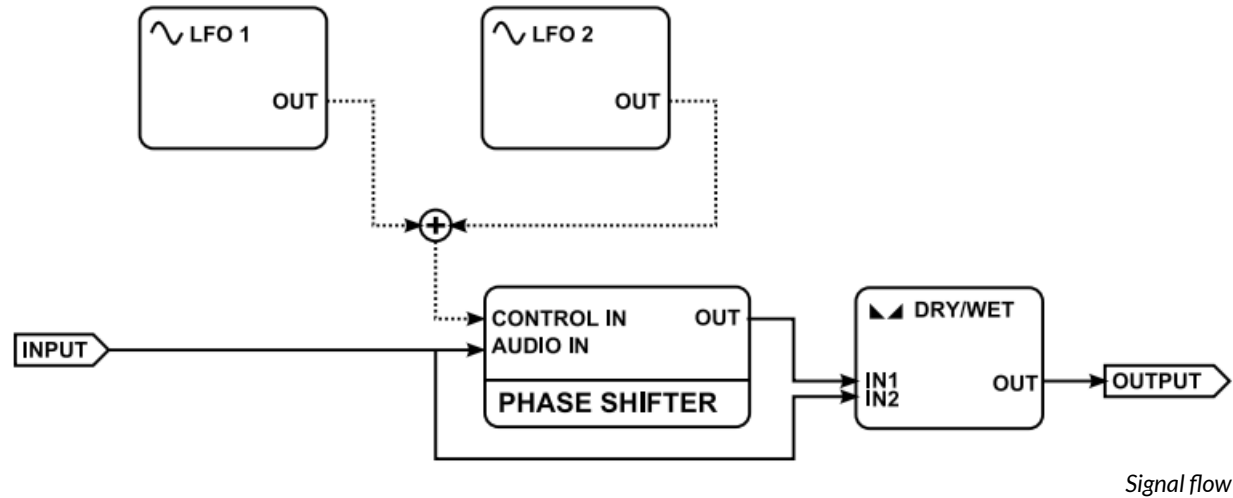 LFO 1
OUT
LFO 2
OUT
+
CONTROL IN
OUT
AUDIO IN
PHASE SHIFTER
INPUT
DRY/WET
IN1
IN2
OUT
OUTPUT
Signal flow